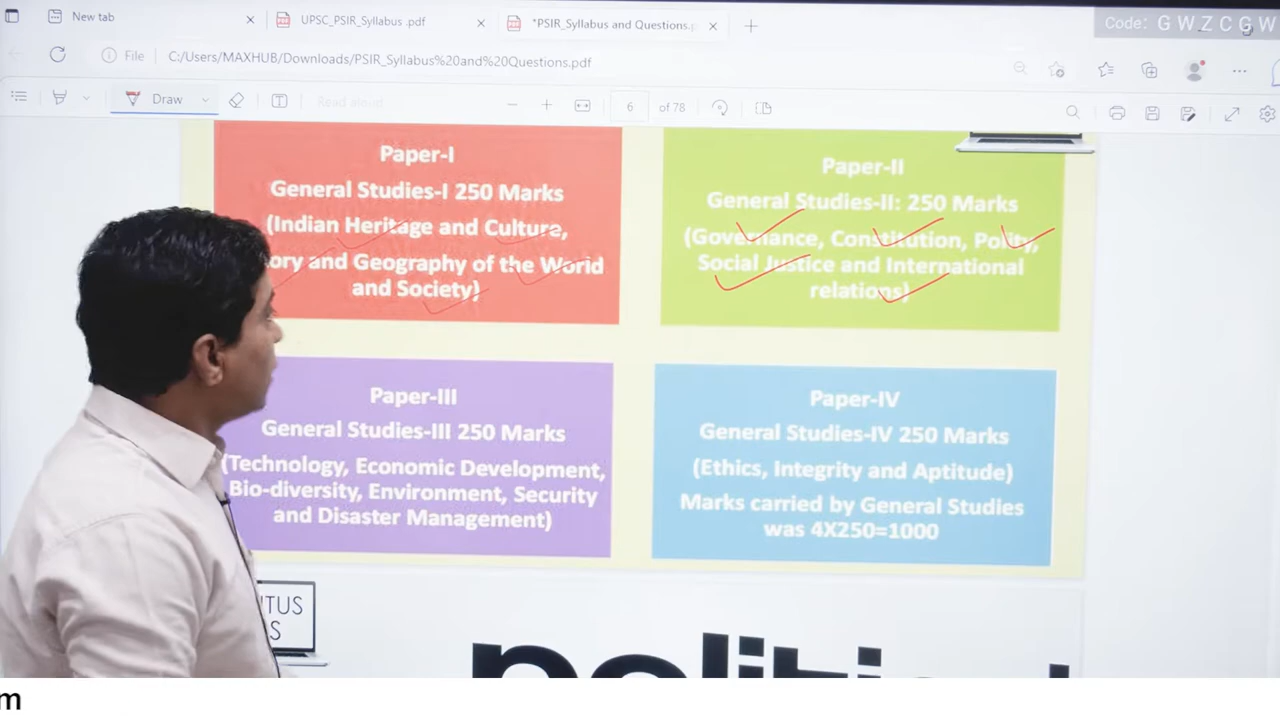 New tab
UPSC_PSIR_Syllabus .pdf
*PSIR_Syllabus and Questions.p
Code: G W Z C G W
File
C:/Users/MAXHUB/Downloads/PSIR_Syllabus%20and%20Questions.pdf
Draw
Read aloud
6 of 78
Paper-I
General Studies-I 250 Marks
(Indian Heritage and Culture,
ory and Geography of the World
and Society)
Paper-II
General Studies-II: 250 Marks
(Governance, Constitution, Polity,
Social Justice and International
relations)
Paper-III
General Studies-III 250 Marks
(Technology, Economic Development,
Bio-diversity, Environment, Security
and Disaster Management)
Paper-IV
General Studies-IV 250 Marks
(Ethics, Integrity and Aptitude)
Marks carried by General Studies
was 4X250=1000
ITUS
S
m